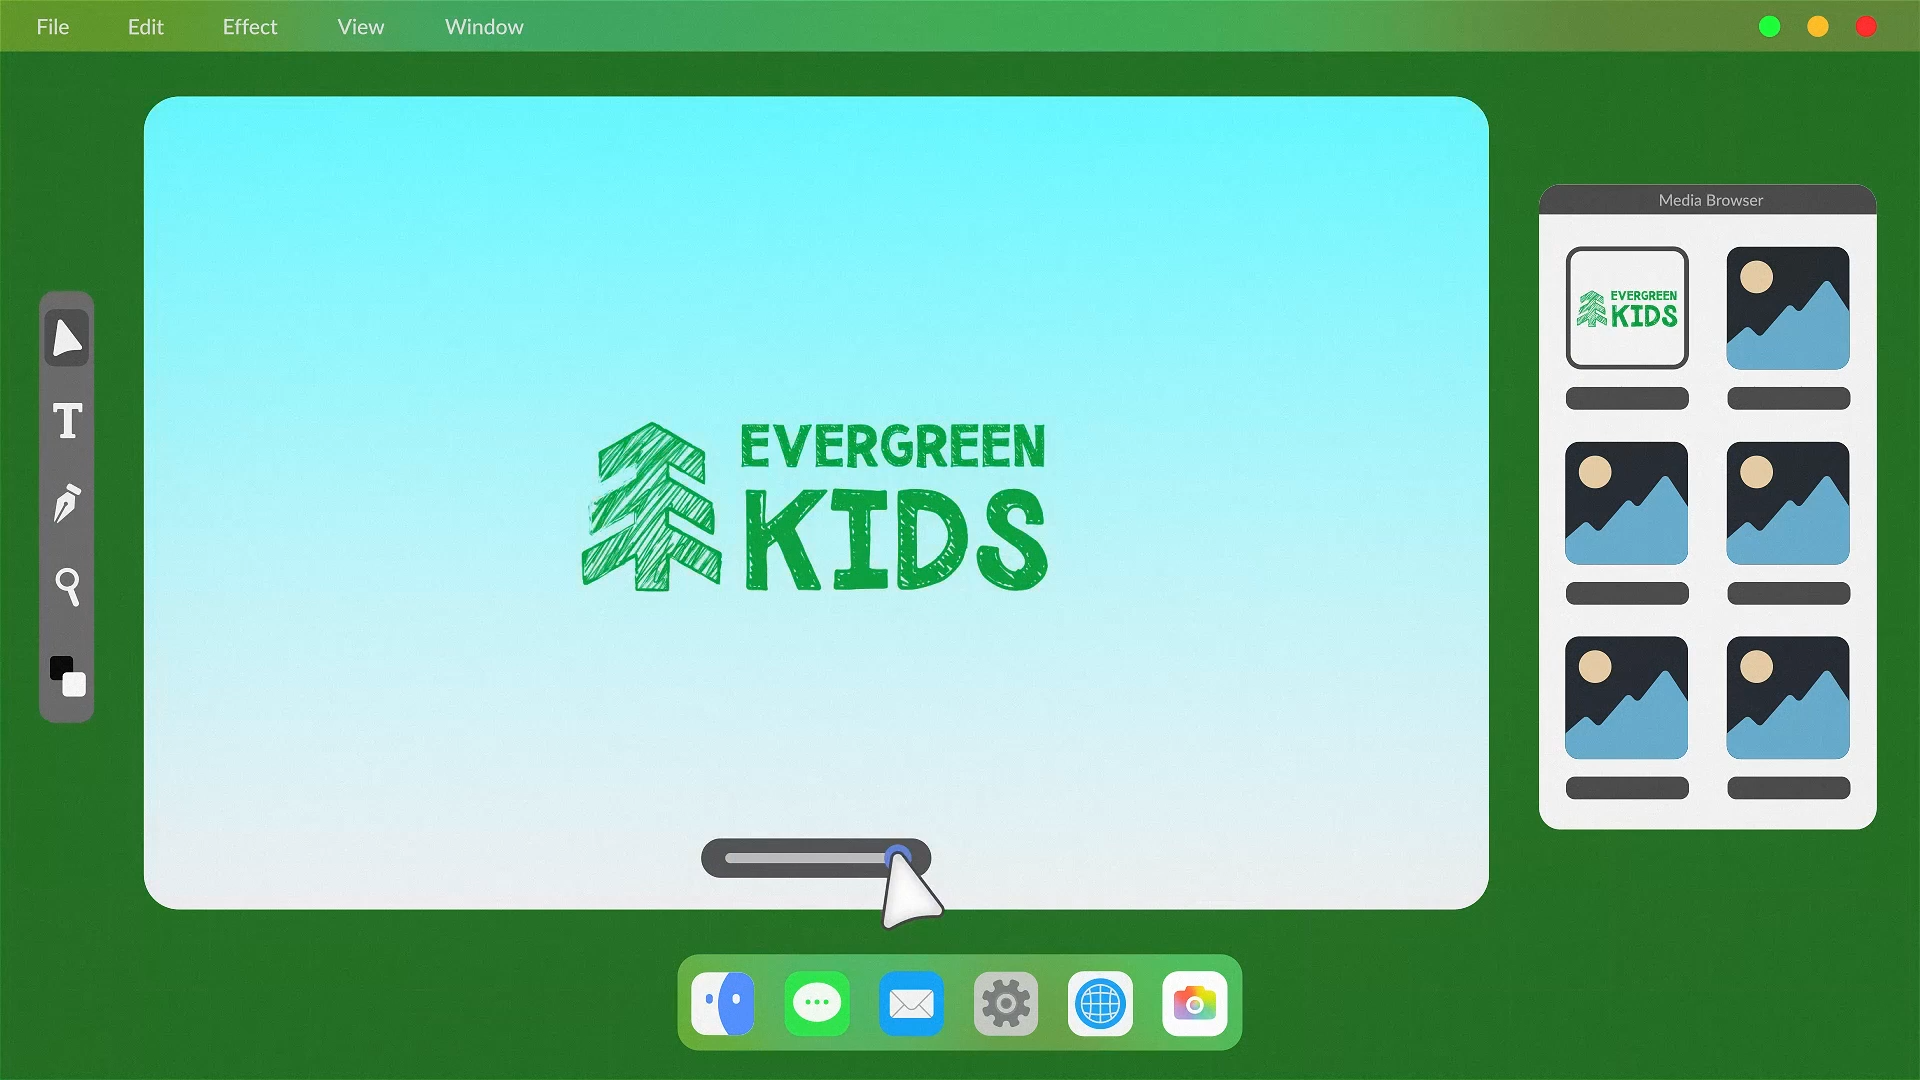 File Edit Effect View Window
Media Browser
EVERGREEN
KIDS
EVERGREEN
KIDS
T